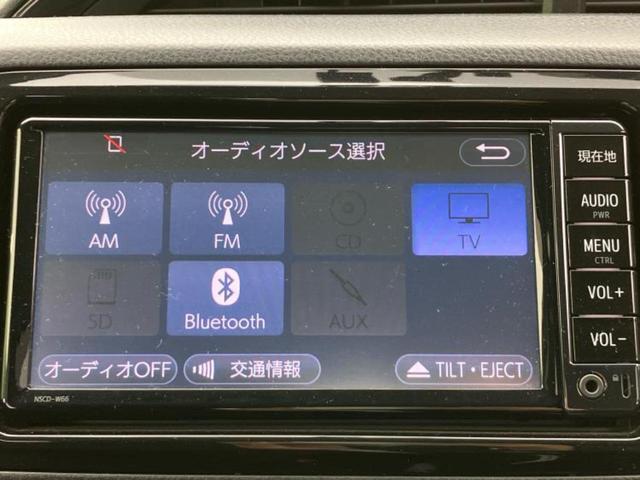 オーディオソース選択
現在地
AM
FM
CD
TV
AUDIO
PWR
MENU
CTRL
SD
Bluetooth
AUX
VOL+
VOL-
オーディオOFF
交通情報
TILT・EJECT
NSCD-W66